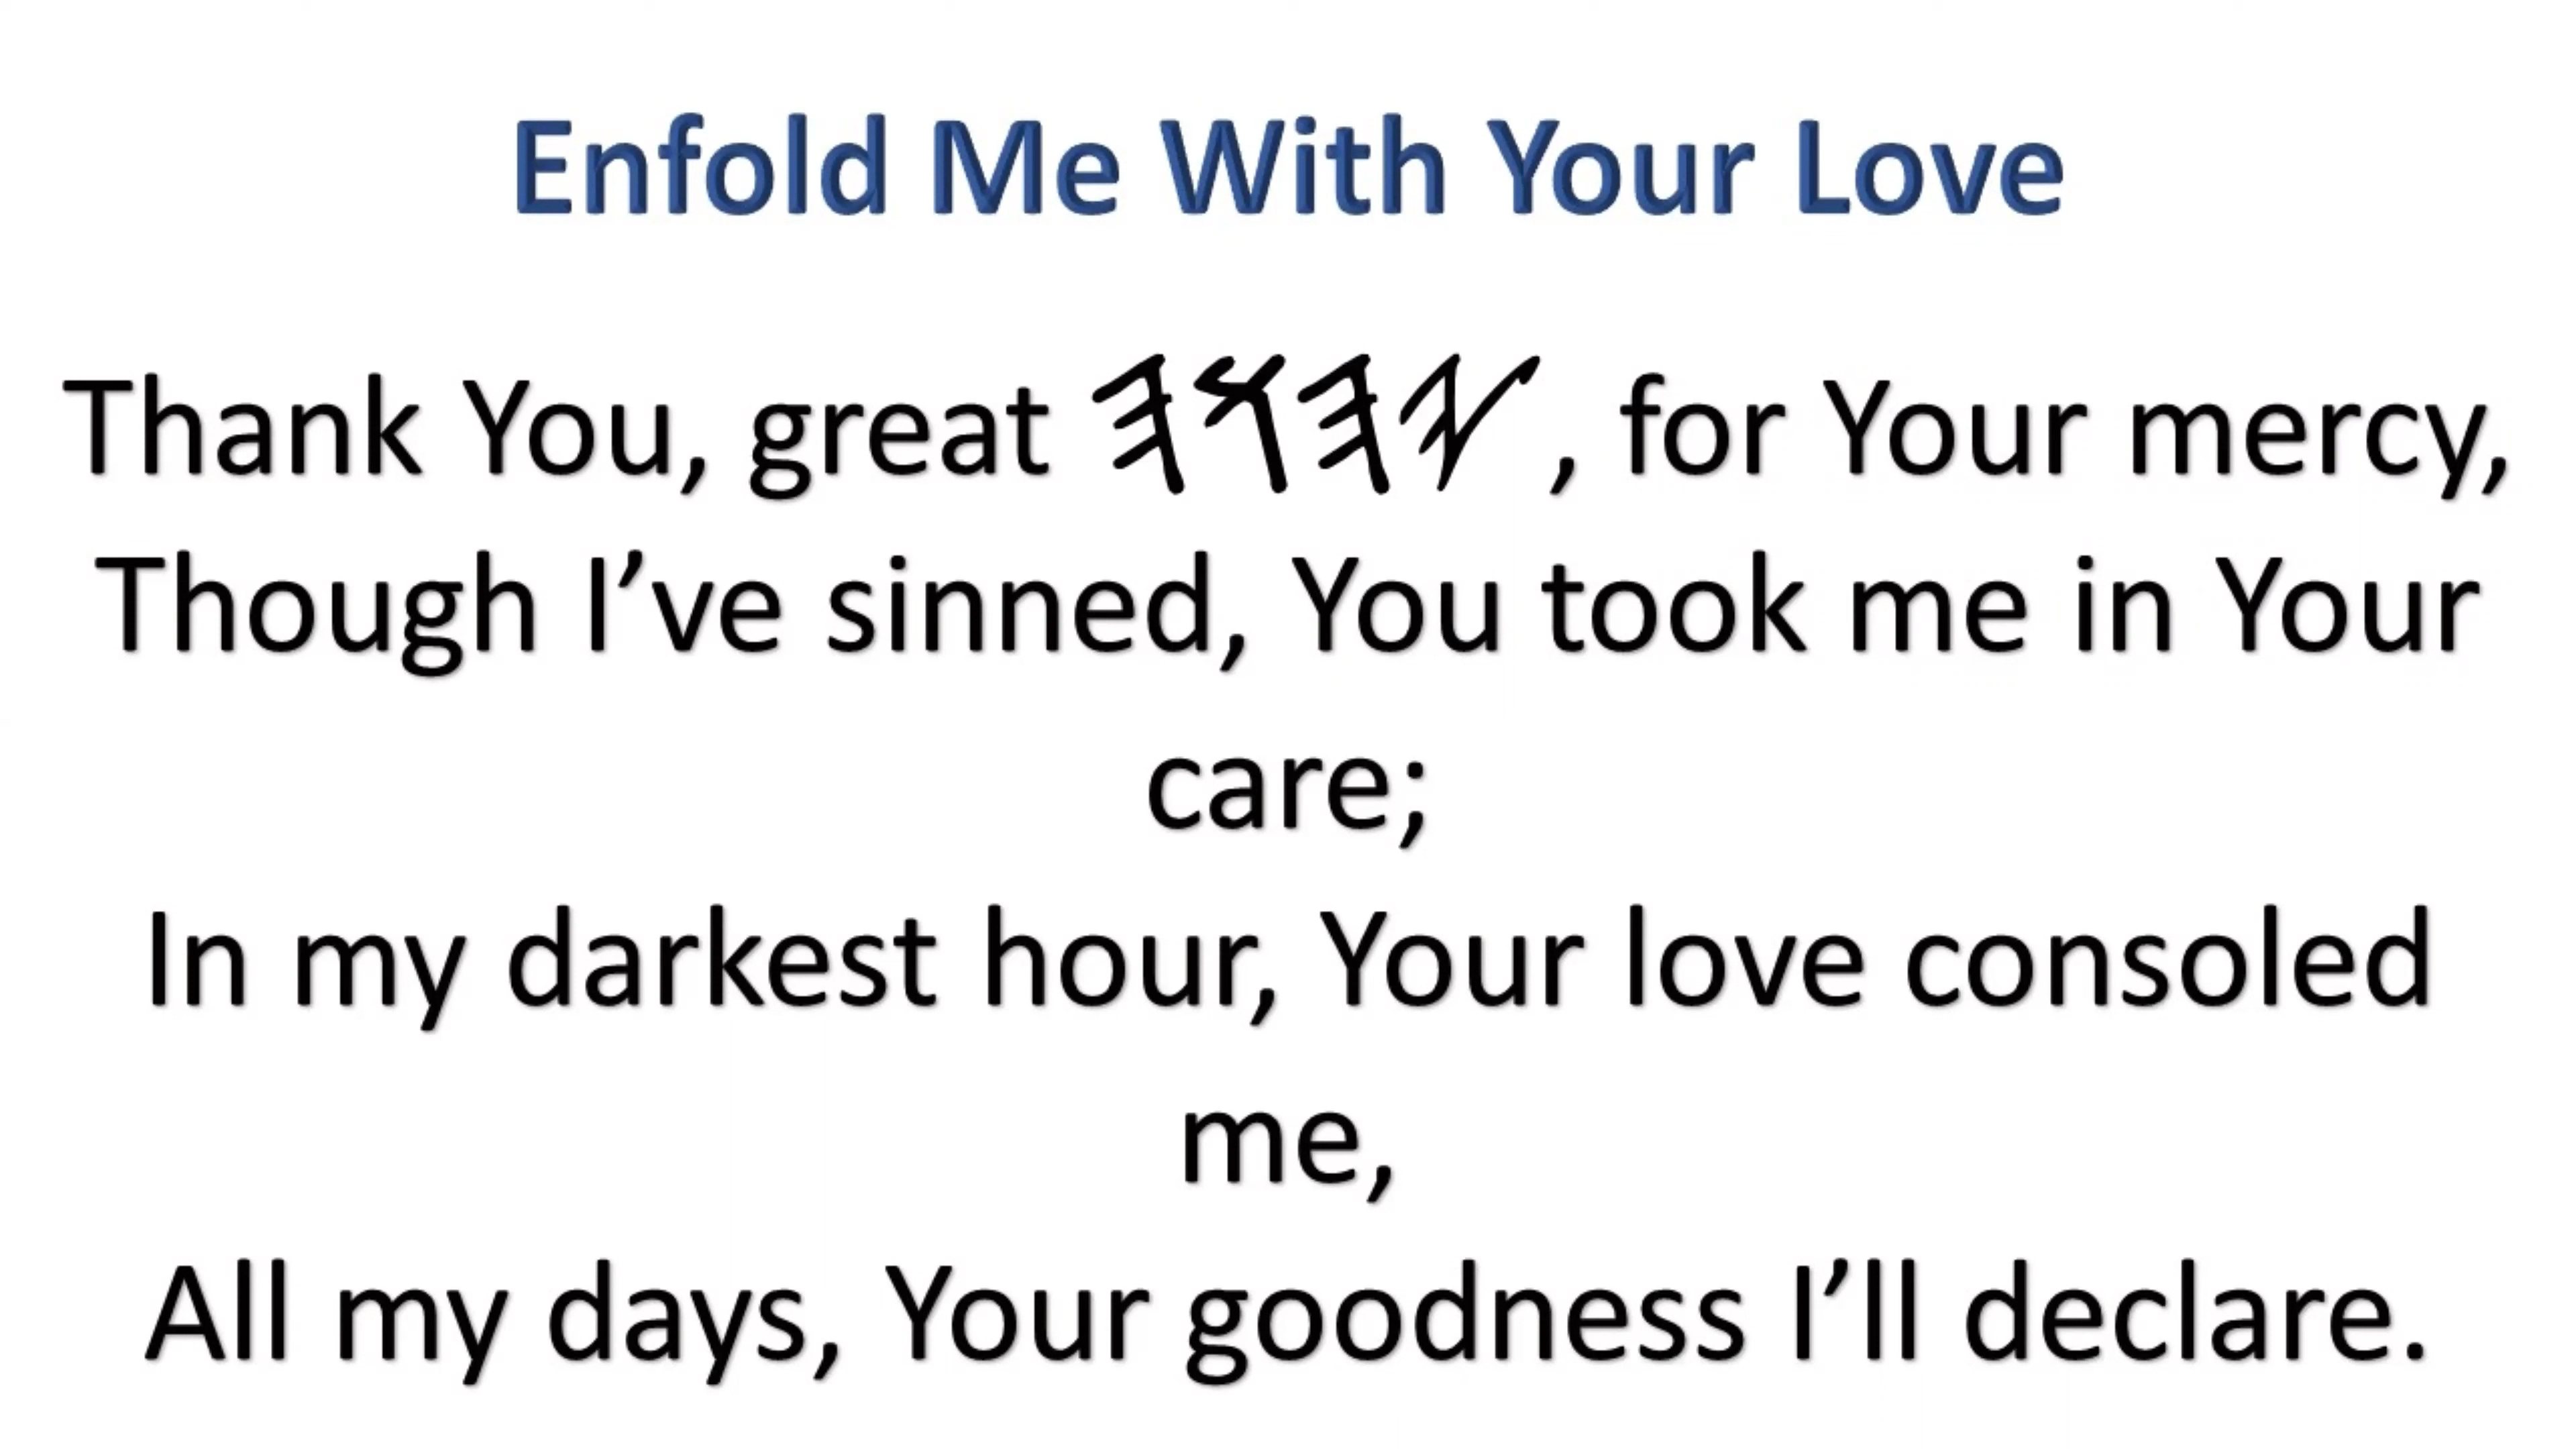 Enfold Me With Your Love
Thank You, great 𐤉𐤄𐤅𐤄, for Your mercy,
Though I’ve sinned, You took me in Your
care;
In my darkest hour, Your love consoled
me,
All my days, Your goodness I’ll declare.